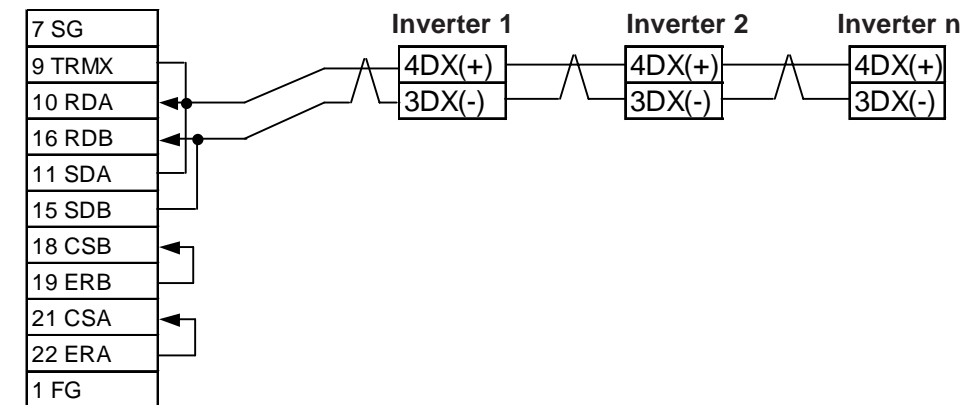 7 SG
9 TRMX
10 RDA
16 RDB
11 SDA
15 SDB
18 CSB
19 ERB
21 CSA
22 ERA
1 FG
Inverter 1
4DX(+)
3DX(-)
Inverter 2
4DX(+)
3DX(-)
Inverter n
4DX(+)
3DX(-)